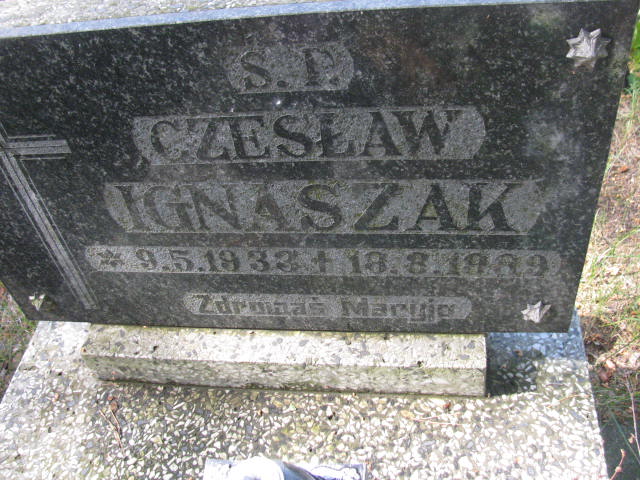 Ś.P.
CZESŁAW
IGNASZAK
* 9.5.1933 + 18.8.1989
Zdrowaś Maryjo